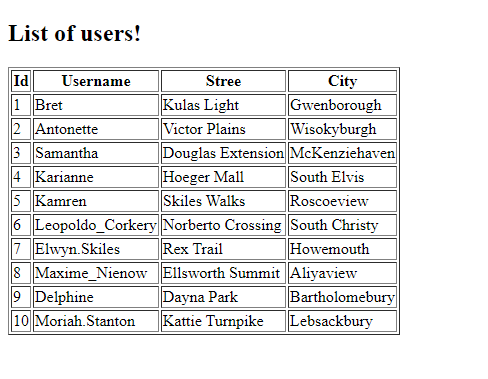 List of users!
Id Username Stree City
1 Bret Kulas Light Gwenborough
2 Antonette Victor Plains Wisokyburgh
3 Samantha Douglas Extension McKenziehaven
4 Karianne Hoeger Mall South Elvis
5 Kamren Skiles Walks Roscoeview
6 Leopoldo_Corkery Norberto Crossing South Christy
7 Elwyn.Skiles Rex Trail Howemouth
8 Maxime_Nienow Ellsworth Summit Aliyaview
9 Delphine Dayna Park Bartholomebury
10 Moriah.Stanton Kattie Turnpike Lebsackbury